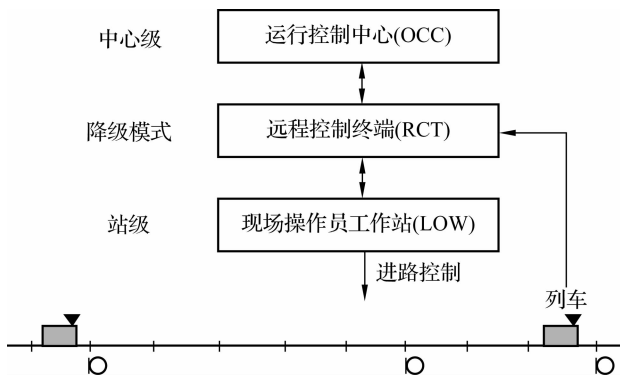 中心级
运行控制中心(OCC)
降级模式
远程控制终端(RCT)
站级
现场操作员工作站(LOW)
进路控制
列车